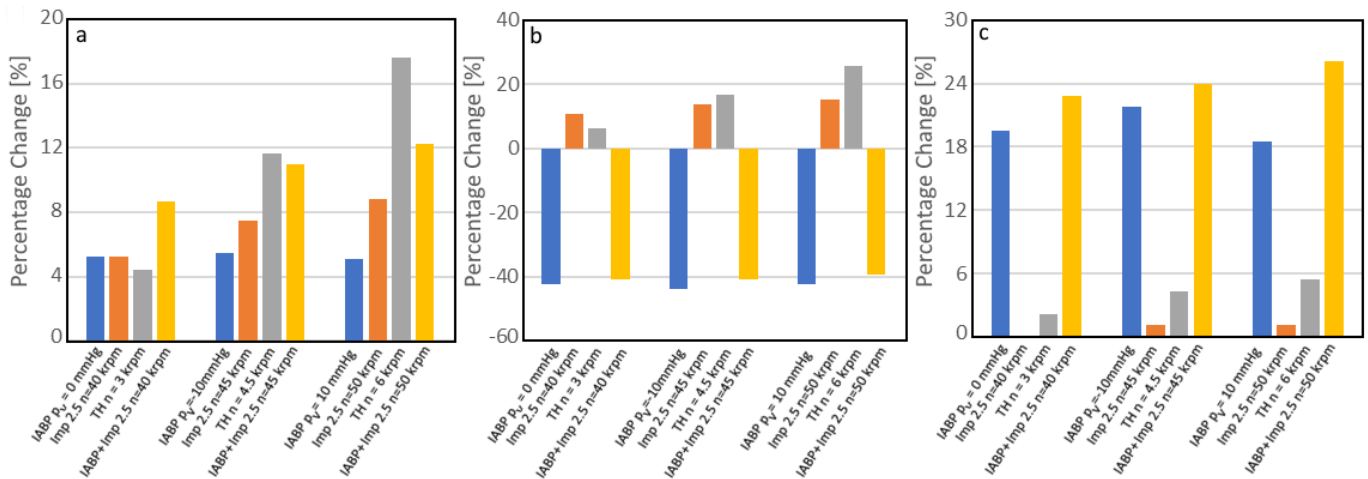 a
Percentage Change [%]
20
16
12
8
4
0
IABP pv = 0 mmHg
Imp 2.5 n=40 krpm
TH n = 3 krpm
IABP+Imp 2.5 n=40 krpm
IABP pv=-10mmHg
Imp 2.5 n=45 krpm
TH n = 4.5 krpm
IABP+Imp 2.5 n=45 krpm
IABP pv= 10 mmHg
Imp 2.5 n=50 krpm
TH n = 6 krpm
IABP+Imp 2.5 n=50 krpm
b
Percentage Change [%]
40
20
0
-20
-40
-60
IABP pv = 0 mmHg
Imp 2.5 n=40 krpm
TH n = 3 krpm
IABP+Imp 2.5 n=40 krpm
IABP pv=-10mmHg
Imp 2.5 n=45 krpm
TH n = 4.5 krpm
IABP+Imp 2.5 n=45 krpm
IABP pv= 10 mmHg
Imp 2.5 n=50 krpm
TH n = 6 krpm
IABP+Imp 2.5 n=50 krpm
c
Percentage Change [%]
30
24
18
12
6
0
IABP pv = 0 mmHg
Imp 2.5 n=40 krpm
TH n = 3 krpm
IABP+Imp 2.5 n=40 krpm
IABP pv=-10mmHg
Imp 2.5 n=45 krpm
TH n = 4.5 krpm
IABP+Imp 2.5 n=45 krpm
IABP pv= 10 mmHg
Imp 2.5 n=50 krpm
TH n = 6 krpm
IABP+Imp 2.5 n=50 krpm